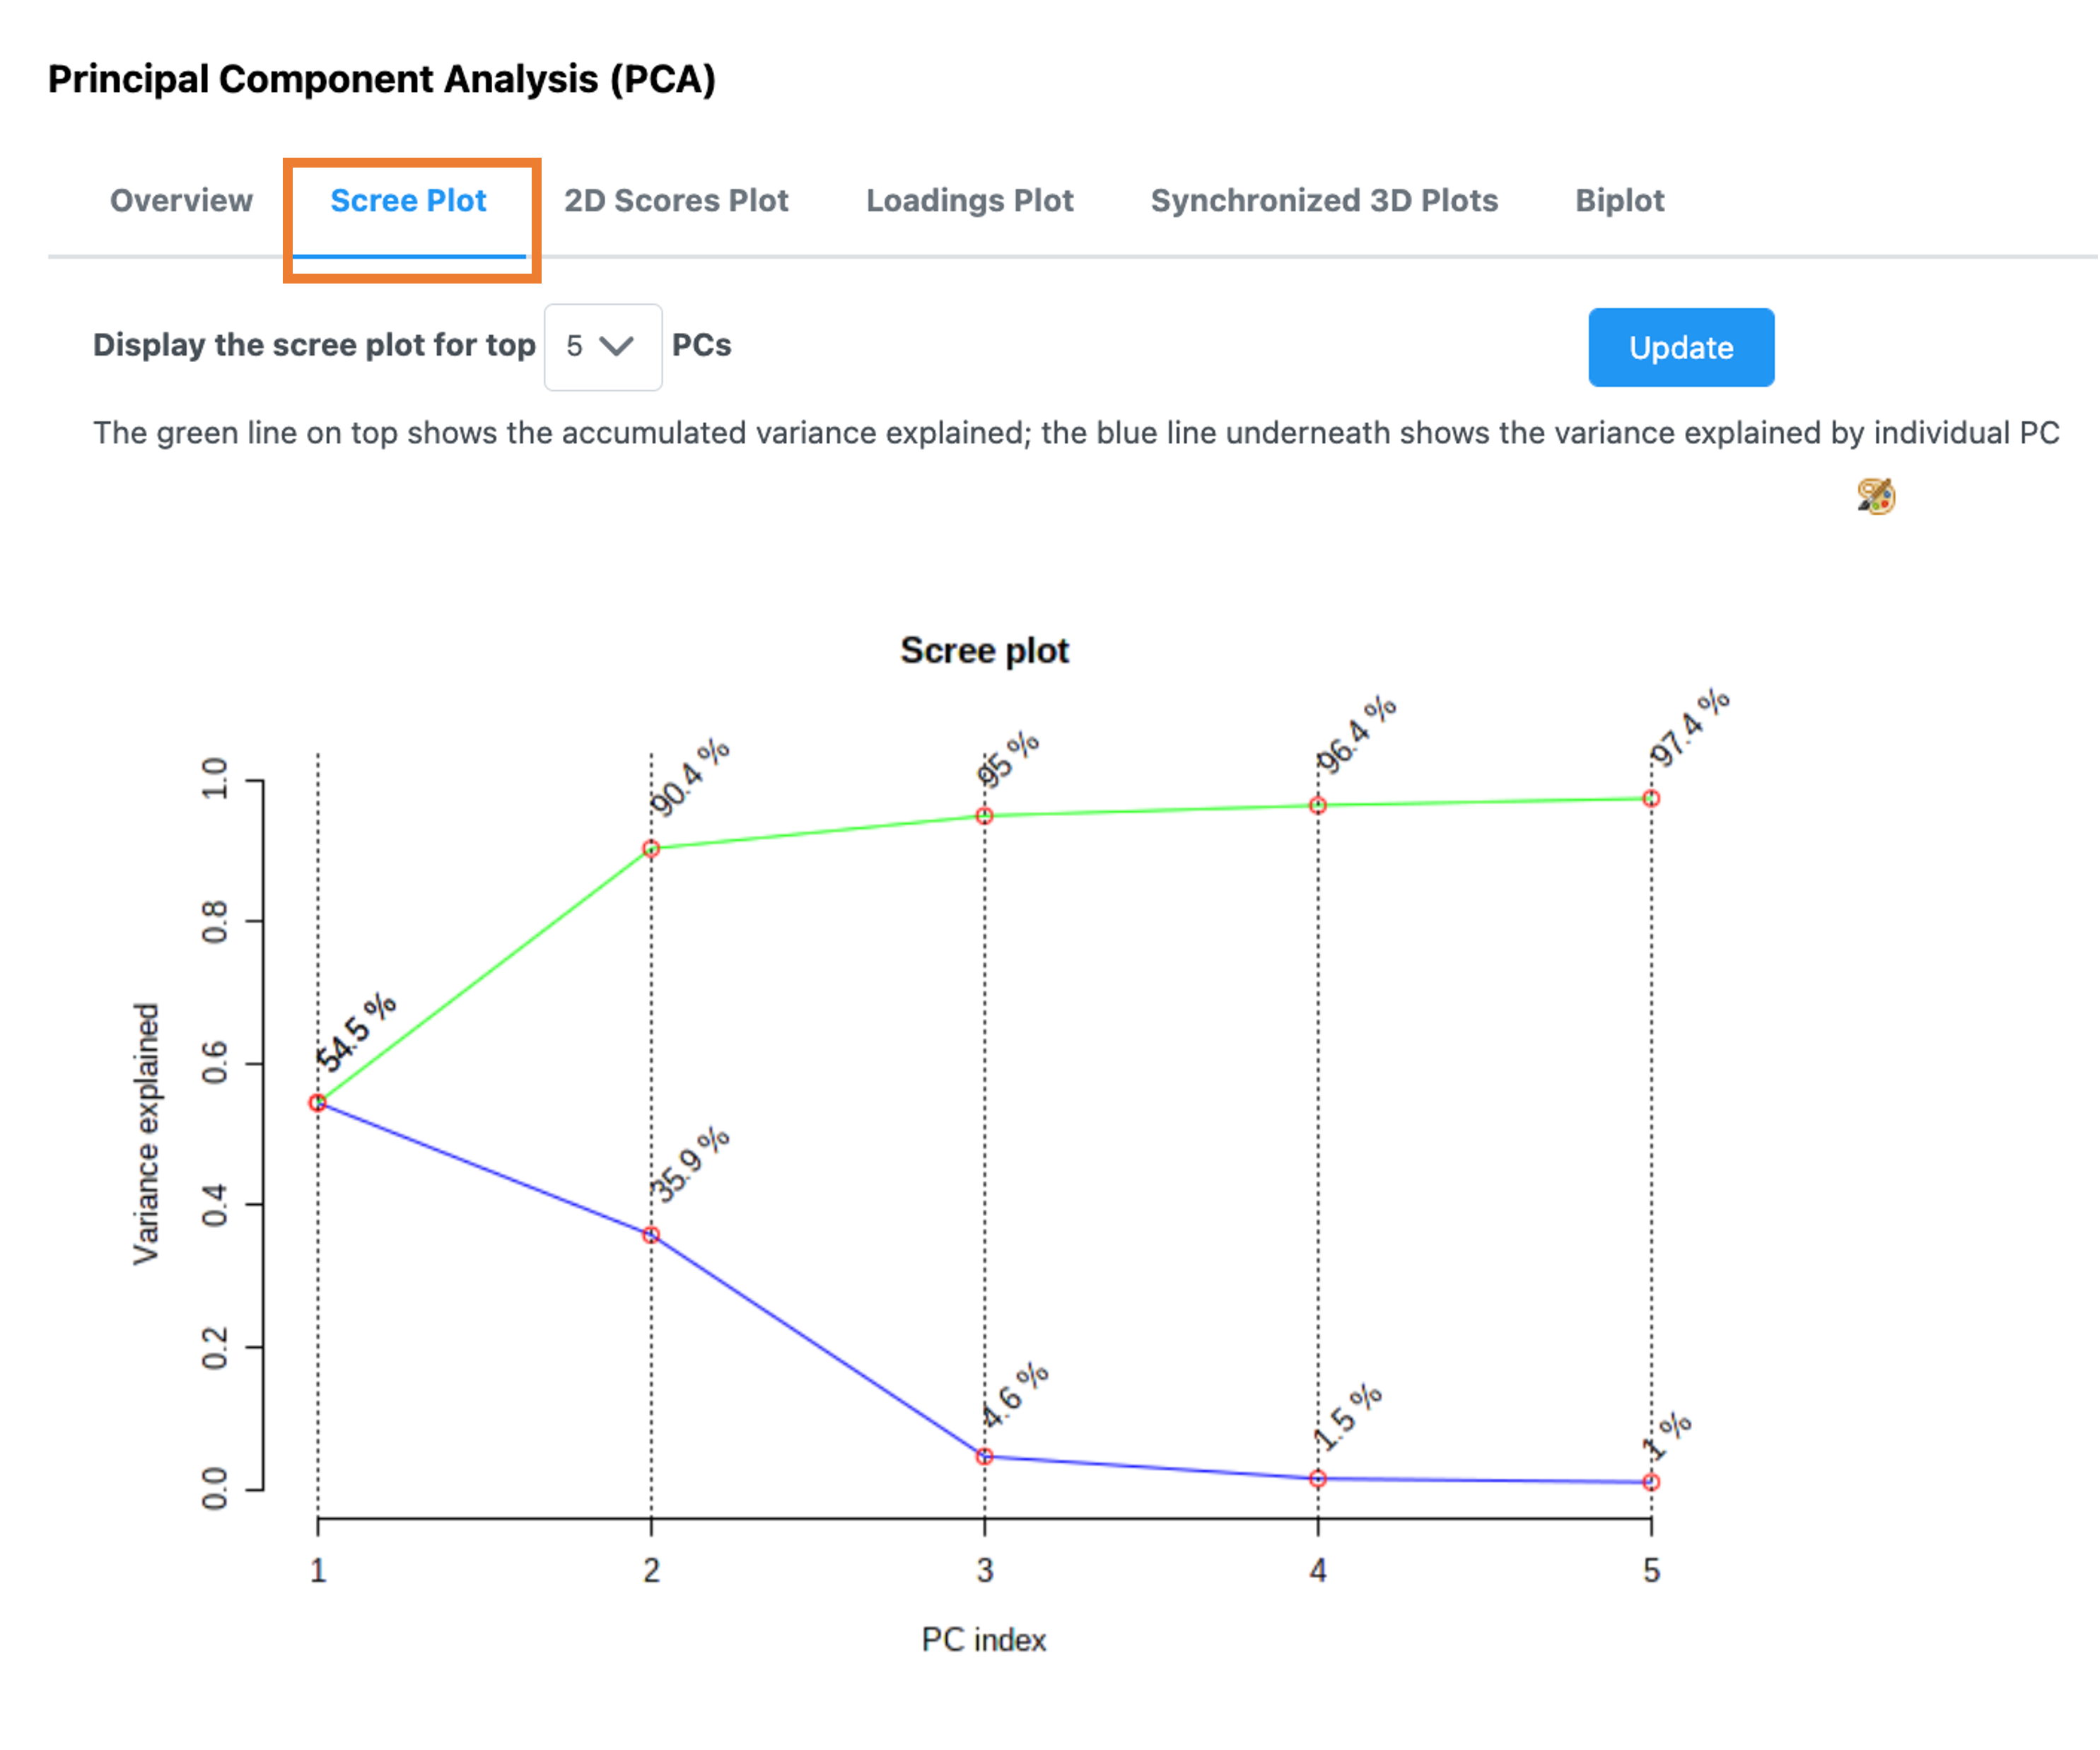 Principal Component Analysis (PCA)
Overview Scree Plot 2D Scores Plot Loadings Plot Synchronized 3D Plots Biplot
Display the scree plot for top 5 PCs Update
The green line on top shows the accumulated variance explained; the blue line underneath shows the variance explained by individual PC
Scree plot
54.5 %
90.4 %
95 %
96.4 %
97.4 %
35.9 %
4.6 %
1.5 %
1 %
Variance explained
1.0
0.8
0.6
0.4
0.2
0.0
1 2 3 4 5
PC index